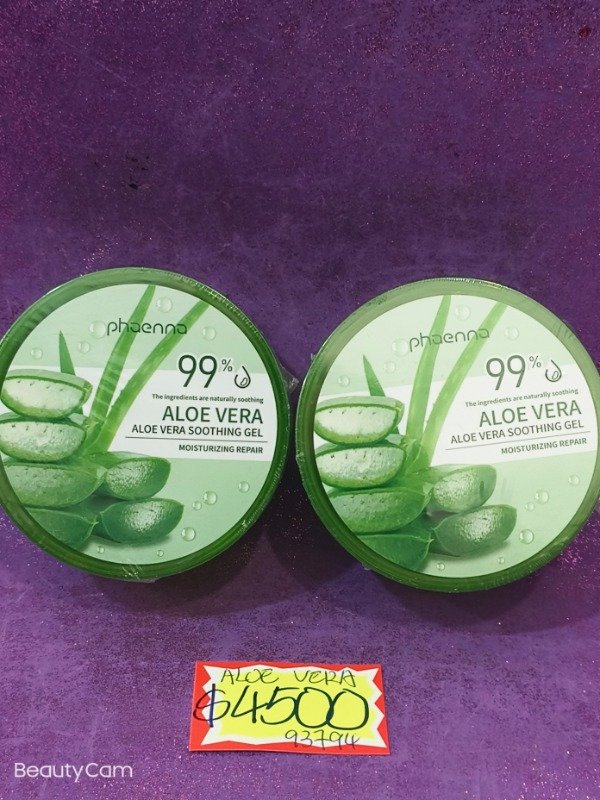 phaenna
99%
The ingredients are naturally soothing
ALOE VERA
ALOE VERA SOOTHING GEL
MOISTURIZING REPAIR
phaenna
99%
The ingredients are naturally soothing
ALOE VERA
ALOE VERA SOOTHING GEL
MOISTURIZING REPAIR
ALOE VERA
$4500
93794
BeautyCam